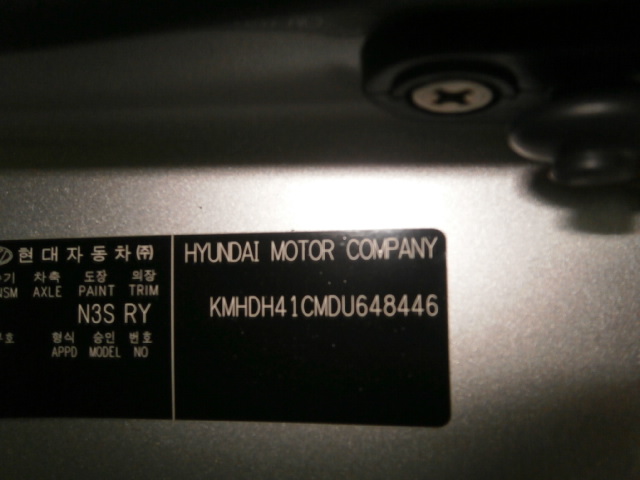 현대자동차㈜
차축 도장 의장
AXLE PAINT TRIM
N3S RY
형식 승인 번호
APPD MODEL NO
HYUNDAI MOTOR COMPANY
KMHDH41CMDU648446